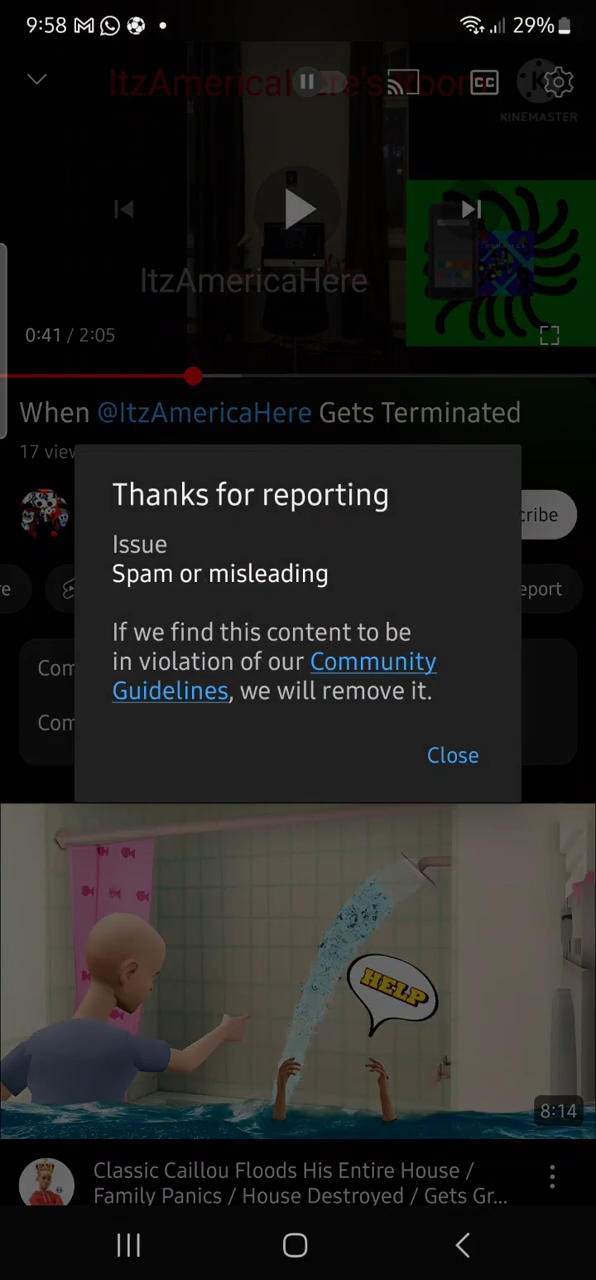 9:58
29%
ItzAmericaHere's Room
CC
KINEMASTER
ItzAmericaHere
0:41 / 2:05
When @ItzAmericaHere Gets Terminated
17 view
cribe
re
eport
Thanks for reporting
Issue
Spam or misleading
If we find this content to be
in violation of our Community
Guidelines, we will remove it.
Close
Com
Com
HELP
8:14
Classic Caillou Floods His Entire House /
Family Panics / House Destroyed / Gets Gr...